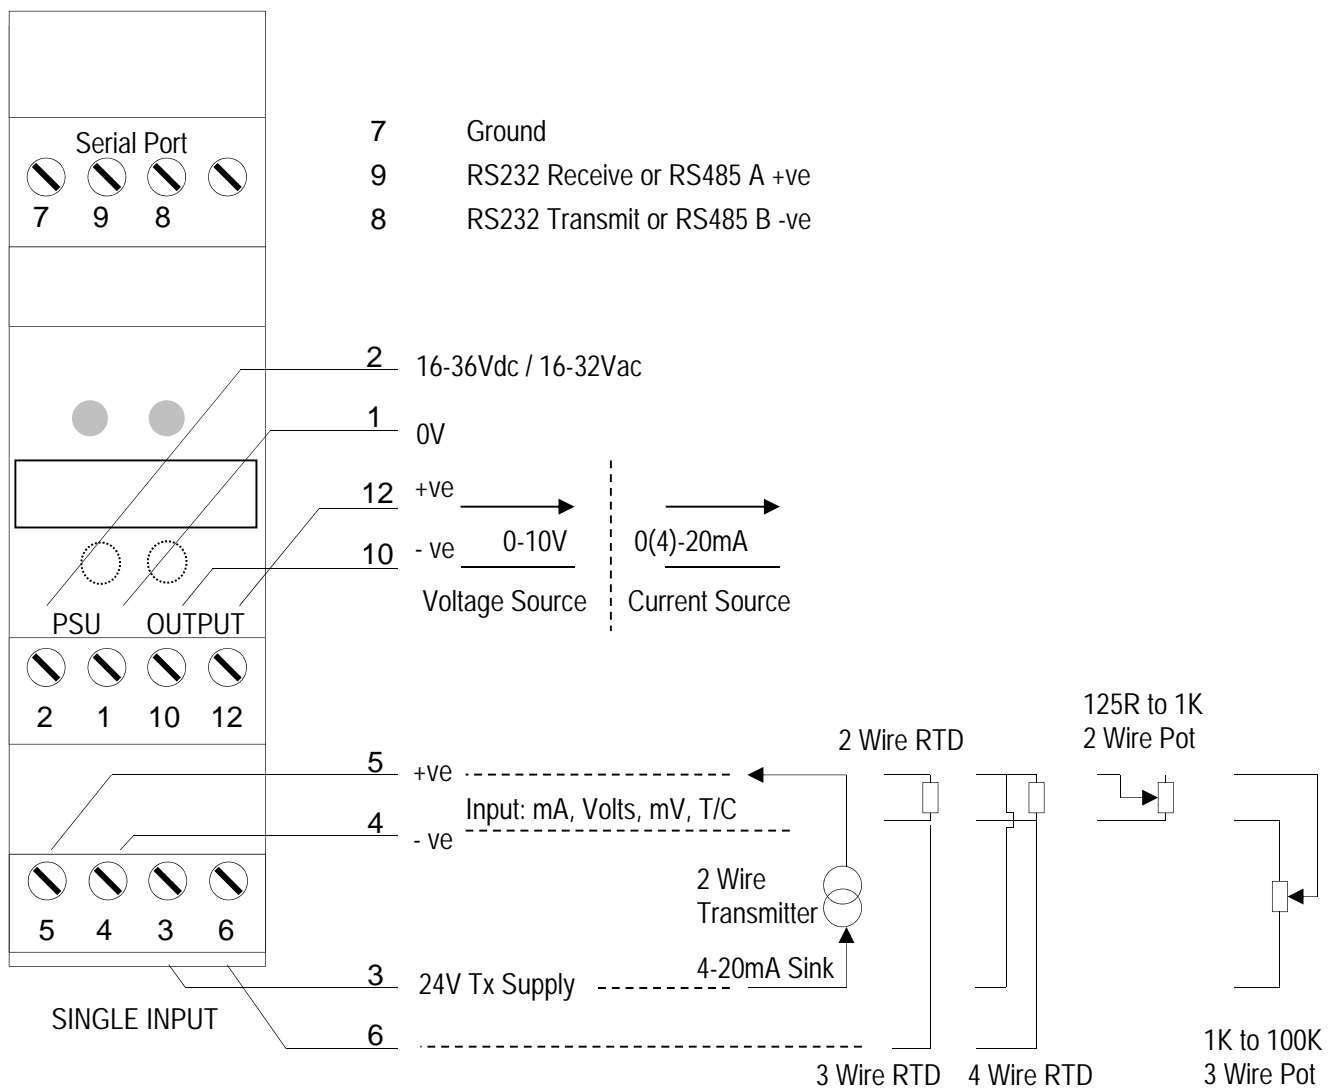 Serial Port
7 9 8
7 Ground
9 RS232 Receive or RS485 A +ve
8 RS232 Transmit or RS485 B -ve
2 16-36Vdc / 16-32Vac
1 0V
12 +ve
10 - ve
0-10V 0(4)-20mA
Voltage Source Current Source
PSU OUTPUT
2 1 10 12
125R to 1K
2 Wire Pot
2 Wire RTD
5 +ve
Input: mA, Volts, mV, T/C
4 - ve
2 Wire
Transmitter
5 4 3 6
4-20mA Sink
3 24V Tx Supply
SINGLE INPUT
6
3 Wire RTD 4 Wire RTD
1K to 100K
3 Wire Pot